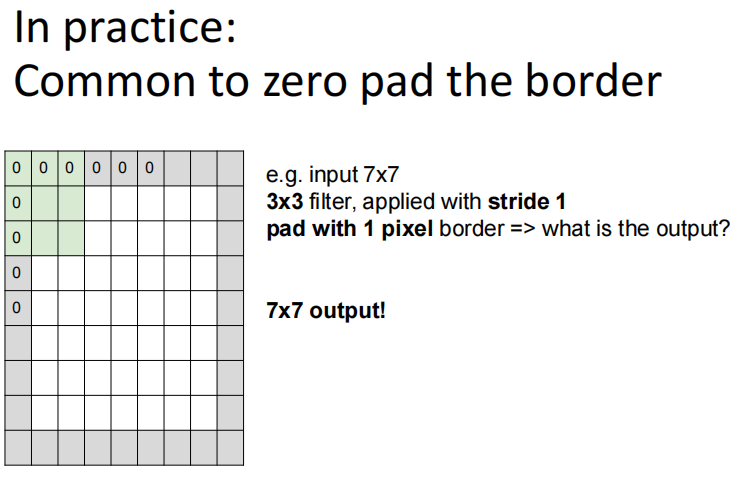 In practice:
Common to zero pad the border
0 0 0 0 0 0
0
0
0
0
e.g. input 7x7
3x3 filter, applied with stride 1
pad with 1 pixel border => what is the output?
7x7 output!